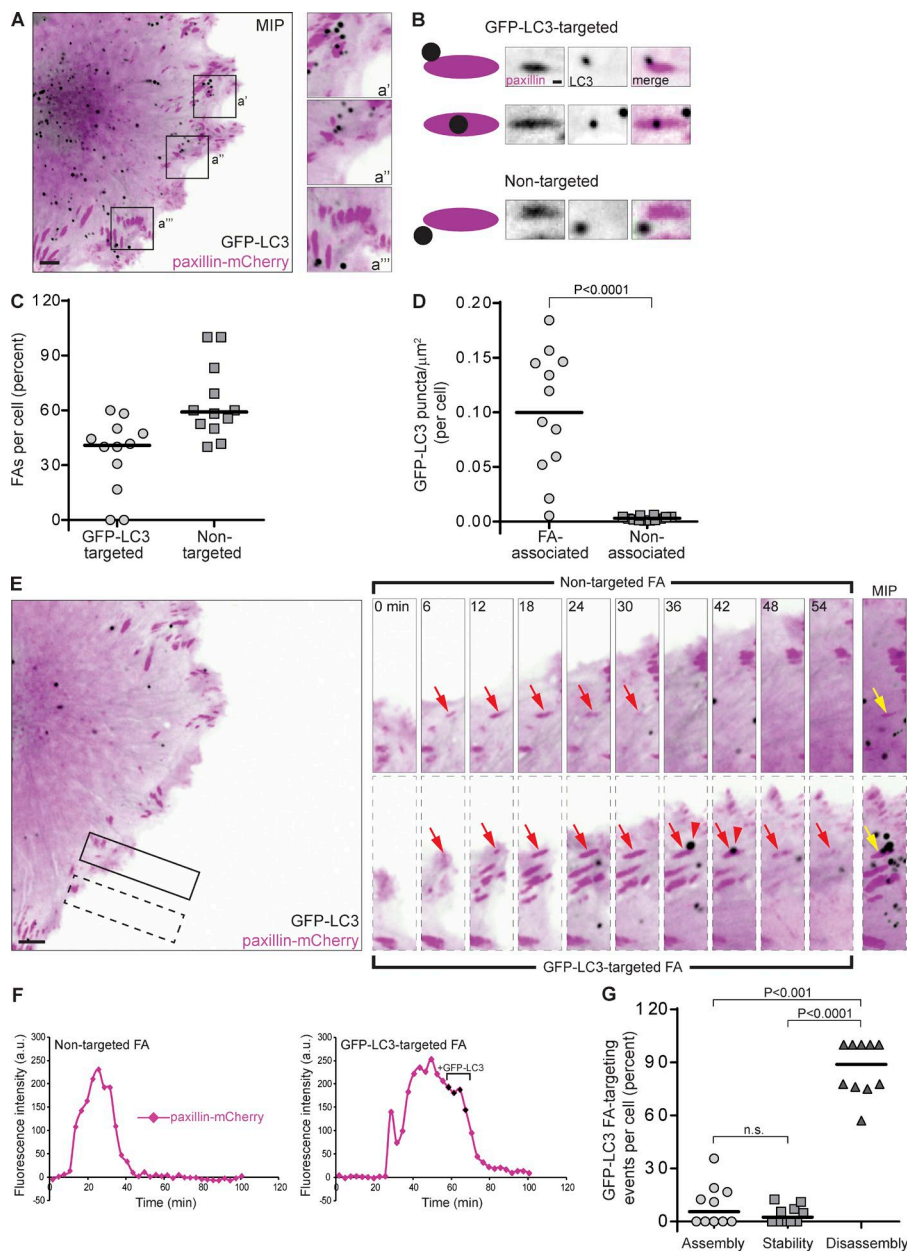 A
MIP
a'
a''
a'''
GFP-LC3
paxillin-mCherry
a'
a''
a'''
B
GFP-LC3-targeted
paxillin
LC3
merge
Non-targeted
C
120
90
60
30
0
FAs per cell (percent)
GFP-LC3
targeted
Non-
targeted
D
P<0.0001
0.20
0.15
0.10
0.05
0.00
GFP-LC3 puncta/µm²
(per cell)
FA-
associated
Non-
associated
E
GFP-LC3
paxillin-mCherry
Non-targeted FA
0 min 6 12 18 24 30 36 42 48 54
MIP
GFP-LC3-targeted FA
F
Non-targeted FA
Fluorescence intensity (a.u.)
300
250
200
150
100
50
0
-50
paxillin-mCherry
0 20 40 60 80 100 120
Time (min)
GFP-LC3-targeted FA
+GFP-LC3
Fluorescence intensity (a.u.)
300
250
200
150
100
50
0
-50
0 20 40 60 80 100 120
Time (min)
G
P<0.001
P<0.0001
n.s.
120
90
60
30
0
GFP-LC3 FA-targeting
events per cell (percent)
Assembly Stability Disassembly